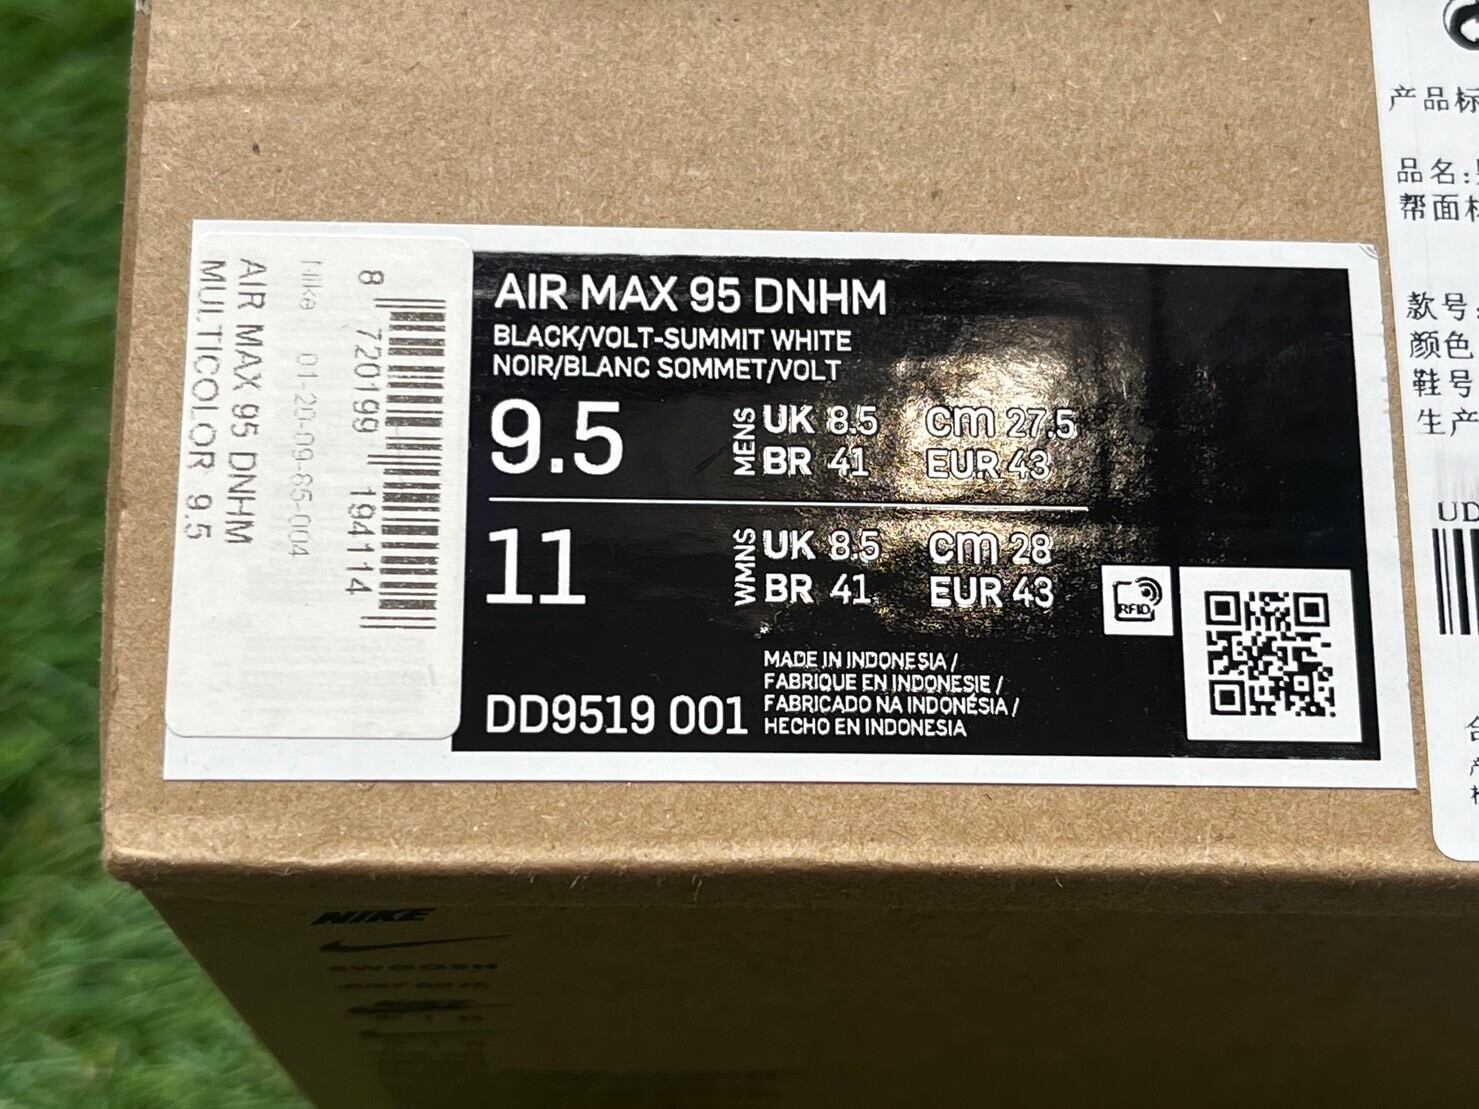 AIR MAX 95 DNHM
BLACK/VOLT-SUMMIT WHITE
NOIR/BLANC SOMMET/VOLT
9.5
MENS
UK 8.5
cm 27.5
BR 41
EUR 43
11
WMNS
UK 8.5
cm 28
BR 41
EUR 43
RFID
DD9519 001
MADE IN INDONESIA /
FABRIQUE EN INDONESIE /
FABRICADO NA INDONÉSIA /
HECHO EN INDONESIA
8 720199 194114
Nike 01-20-09-65-004
AIR MAX 95 DNHM
MULTICOLOR 9.5
产品标
品名:
帮面材
款号:
颜色
鞋号
生产
UD
NIKE
SWOOSH